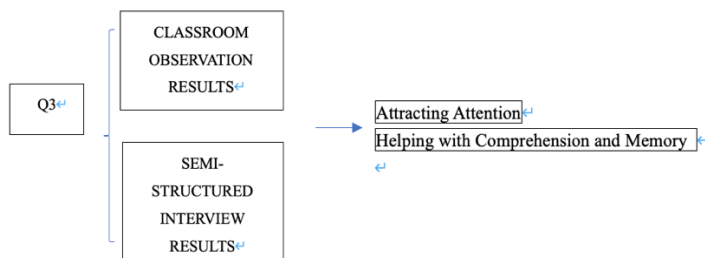 Q3
CLASSROOM
OBSERVATION
RESULTS
SEMI-
STRUCTURED
INTERVIEW
RESULTS
Attracting Attention
Helping with Comprehension and Memory